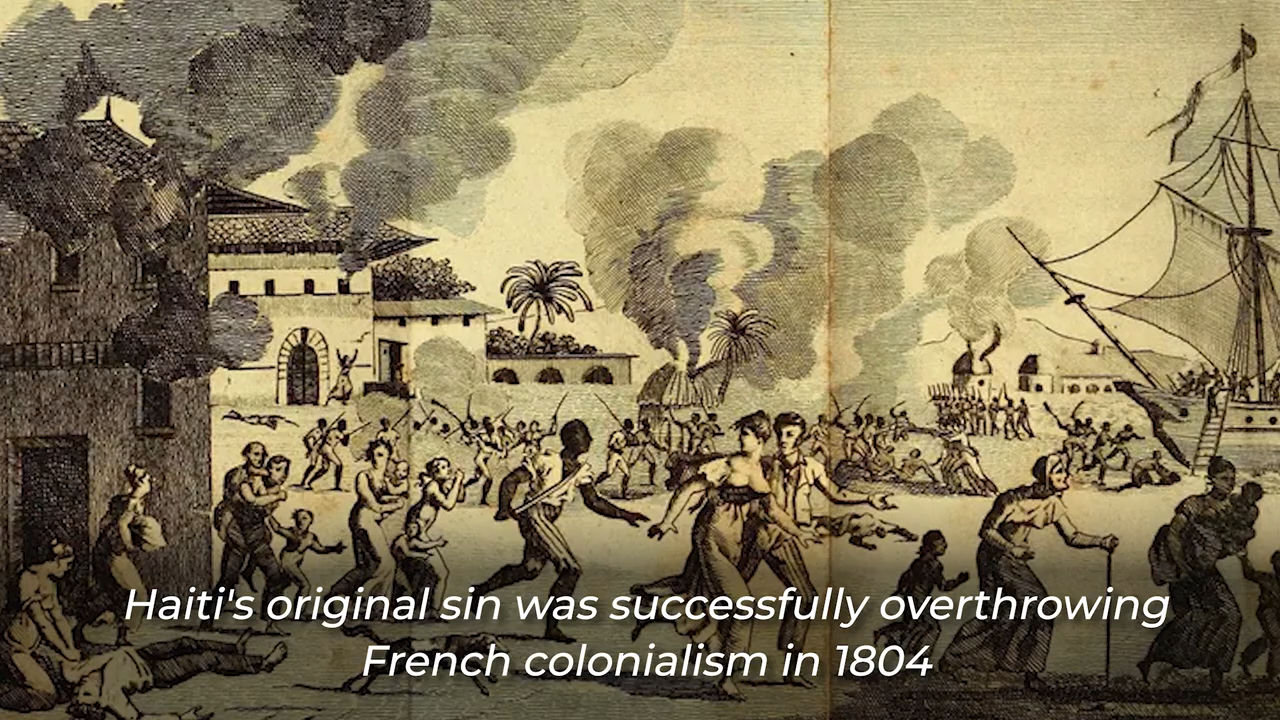 Haiti's original sin was successfully overthrowing
French colonialism in 1804